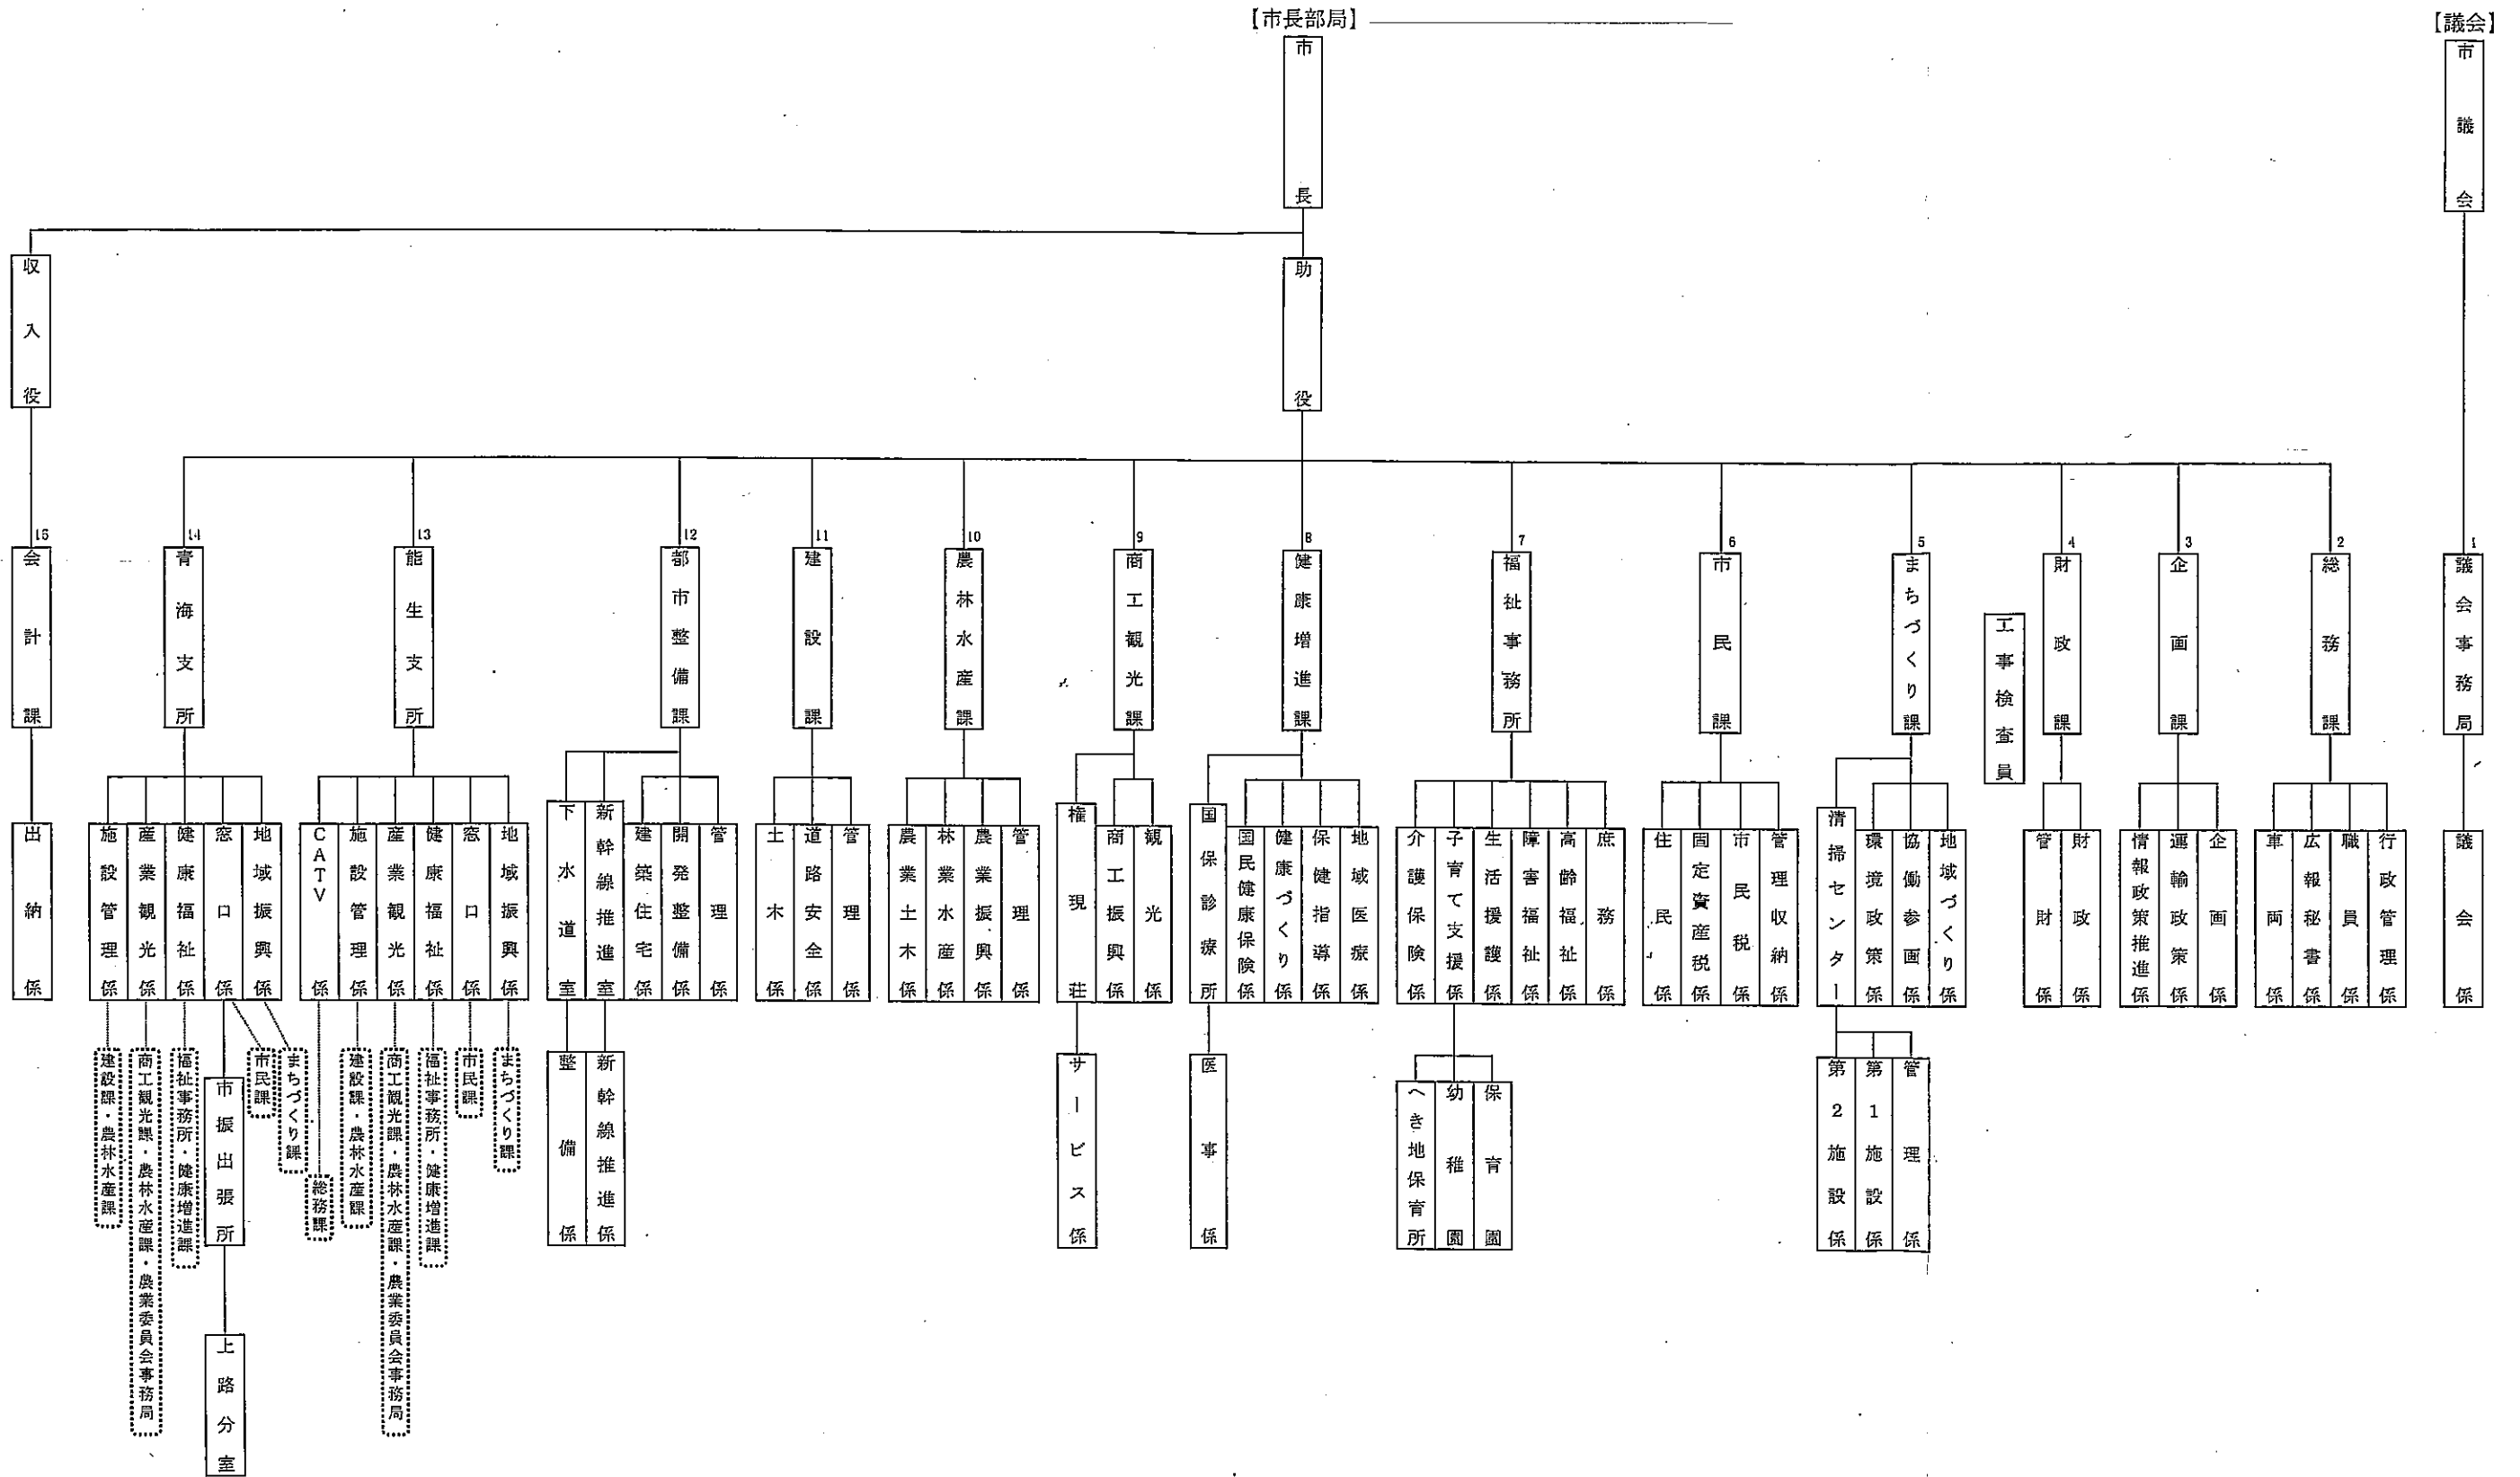 【市長部局】
【議会】
市長
市議会
収入役
助役
1
議会事務局
2
総務課
3
企画課
4
財政課
工事検査員
5
まちづくり課
6
市民課
7
福祉事務所
8
健康増進課
9
商工観光課
10
農林水産課
11
建設課
12
都市整備課
13
能生支所
14
青海支所
15
会計課
議会係
行政管理係
職員係
広報秘書係
車両係
企画係
運輸政策係
情報政策推進係
財政係
管財係
地域づくり係
協働参画係
環境政策係
清掃センター
管理係
第1施設係
第2施設係
管理収納係
市民税係
固定資産税係
住民係
庶務係
高齢福祉係
障害福祉係
生活援護係
子育て支援係
介護保険係
保育園
幼稚園
へき地保育所
地域医療係
保健指導係
健康づくり係
国民健康保険係
国保診療所
医事係
観光係
商工振興係
権現荘
サービス係
管理係
農業振興係
林業水産係
農業土木係
管理係
道路安全係
土木係
管理係
開発整備係
建築住宅係
新幹線推進室
下水道室
新幹線推進係
整備係
地域振興係
窓口係
健康福祉係
産業観光係
施設管理係
CATV係
まちづくり課
市民課
福祉事務所・健康増進課
商工観光課・農林水産課・農業委員会事務局
建設課・農林水産課
総務課
地域振興係
窓口係
健康福祉係
産業観光係
施設管理係
まちづくり課
市民課
市振出張所
上路分室
福祉事務所・健康増進課
商工観光課・農林水産課・農業委員会事務局
建設課・農林水産課
出納係